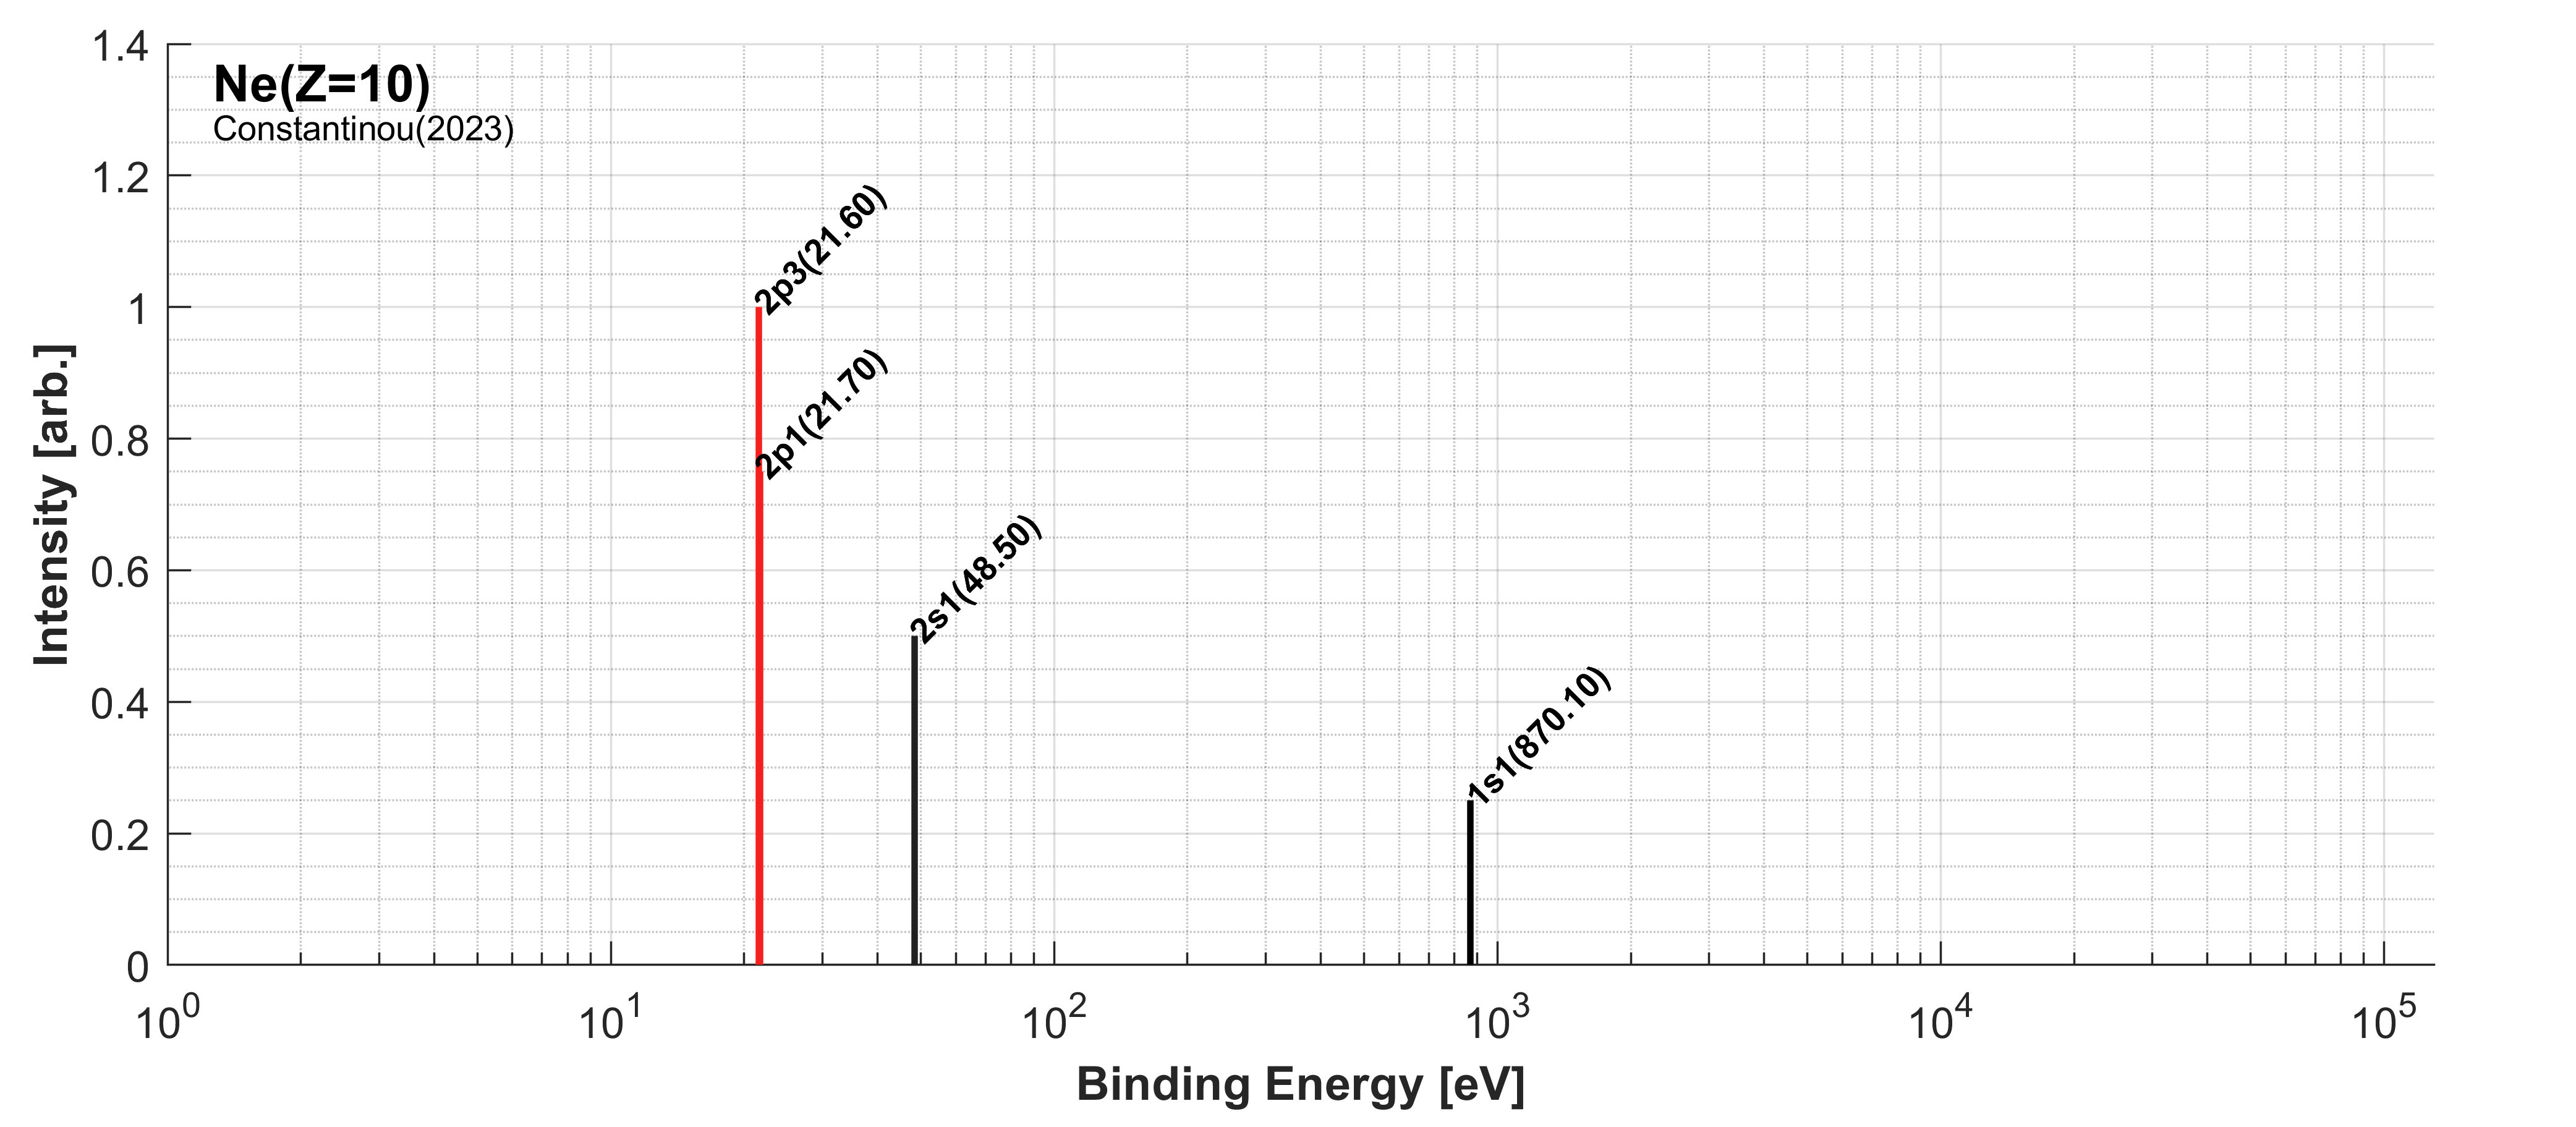 Ne(Z=10)
Constantinou(2023)
1.4
1.2
1
0.8
0.6
0.4
0.2
0
Intensity [arb.]
2p3(21.60)
2p1(21.70)
2s1(48.50)
1s1(870.10)
10^0 10^1 10^2 10^3 10^4 10^5
Binding Energy [eV]